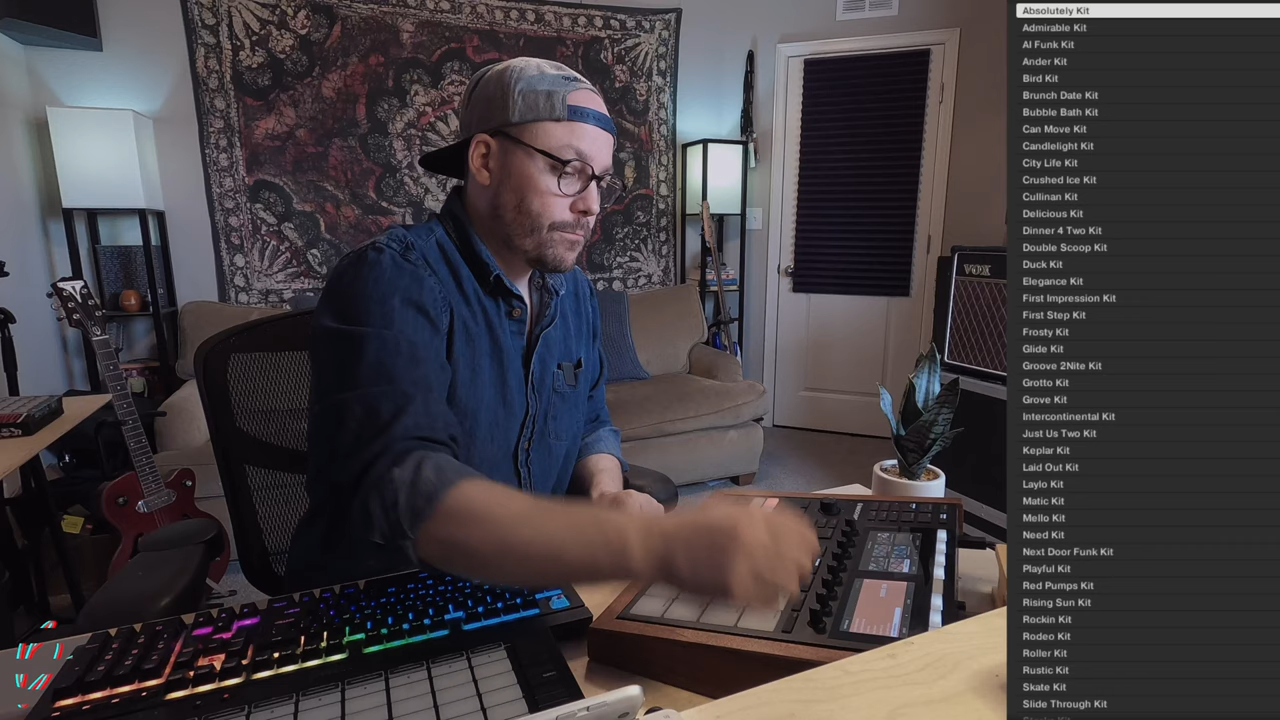 Absolutely Kit
Admirable Kit
AI Funk Kit
Ander Kit
Bird Kit
Brunch Date Kit
Bubble Bath Kit
Can Move Kit
Candlelight Kit
City Life Kit
Crushed Ice Kit
Cullinan Kit
Delicious Kit
Dinner 4 Two Kit
Double Scoop Kit
Duck Kit
Elegance Kit
First Impression Kit
First Step Kit
Frosty Kit
Glide Kit
Groove 2Nite Kit
Grotto Kit
Grove Kit
Intercontinental Kit
Just Us Two Kit
Keplar Kit
Laid Out Kit
Laylo Kit
Matic Kit
Mello Kit
Need Kit
Next Door Funk Kit
Playful Kit
Red Pumps Kit
Rising Sun Kit
Rockin Kit
Rodeo Kit
Roller Kit
Rustic Kit
Skate Kit
Slide Through Kit
VOX